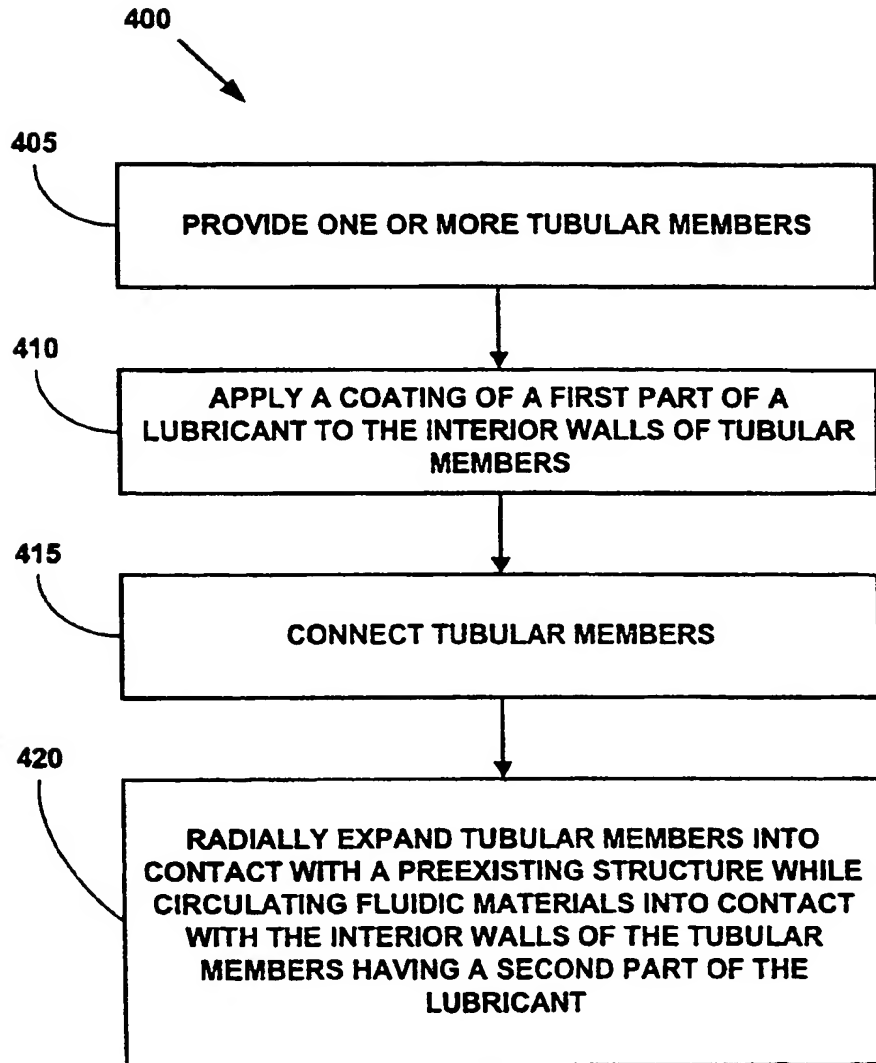 400
405
PROVIDE ONE OR MORE TUBULAR MEMBERS
410
APPLY A COATING OF A FIRST PART OF A
LUBRICANT TO THE INTERIOR WALLS OF TUBULAR
MEMBERS
415
CONNECT TUBULAR MEMBERS
420
RADIALLY EXPAND TUBULAR MEMBERS INTO
CONTACT WITH A PREEXISTING STRUCTURE WHILE
CIRCULATING FLUIDIC MATERIALS INTO CONTACT
WITH THE INTERIOR WALLS OF THE TUBULAR
MEMBERS HAVING A SECOND PART OF THE
LUBRICANT